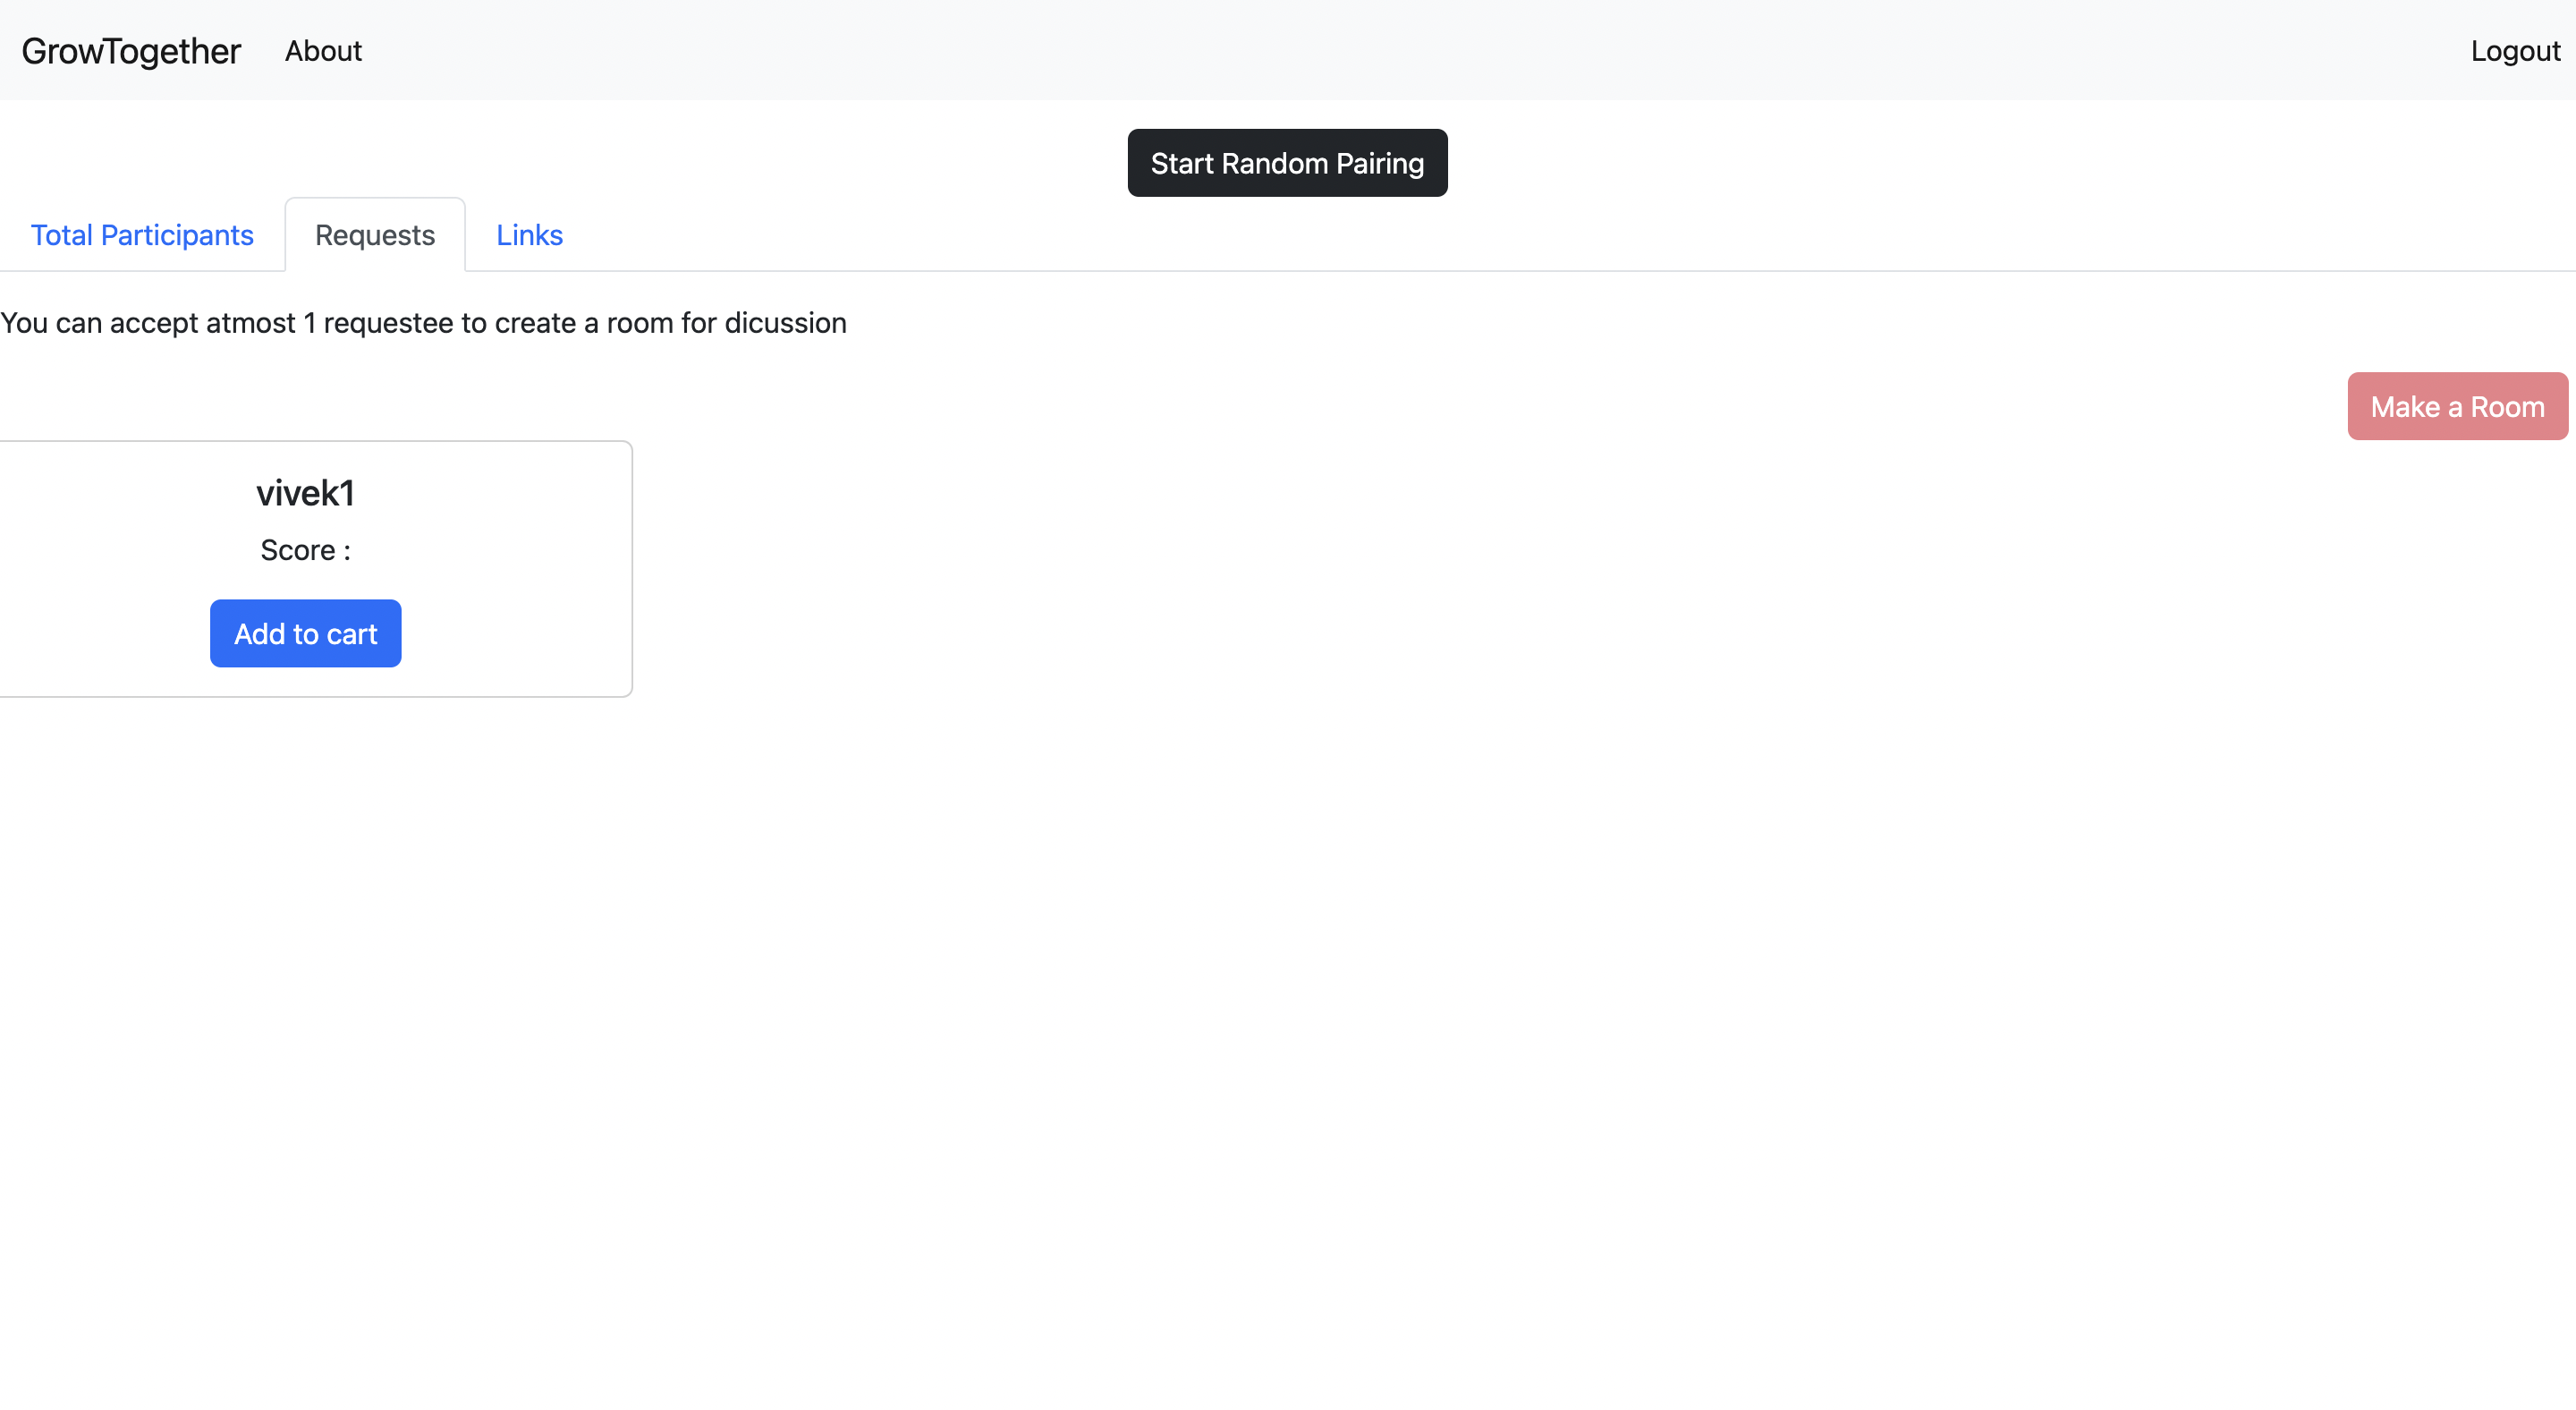 GrowTogether About Logout
Start Random Pairing
Total Participants Requests Links
You can accept atmost 1 requestee to create a room for dicussion
Make a Room
vivek1
Score :
Add to cart